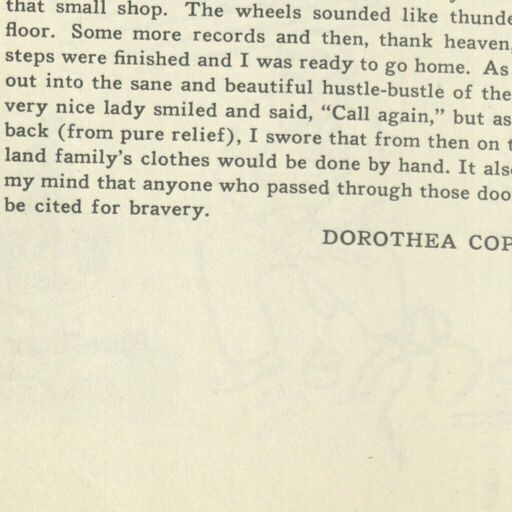 that small shop. The wheels sounded like thunde
floor. Some more records and then, thank heaven,
steps were finished and I was ready to go home. As
out into the sane and beautiful hustle-bustle of the
very nice lady smiled and said, “Call again,” but as
back (from pure relief), I swore that from then on t
land family’s clothes would be done by hand. It als
my mind that anyone who passed through those doo
be cited for bravery.
DOROTHEA COP